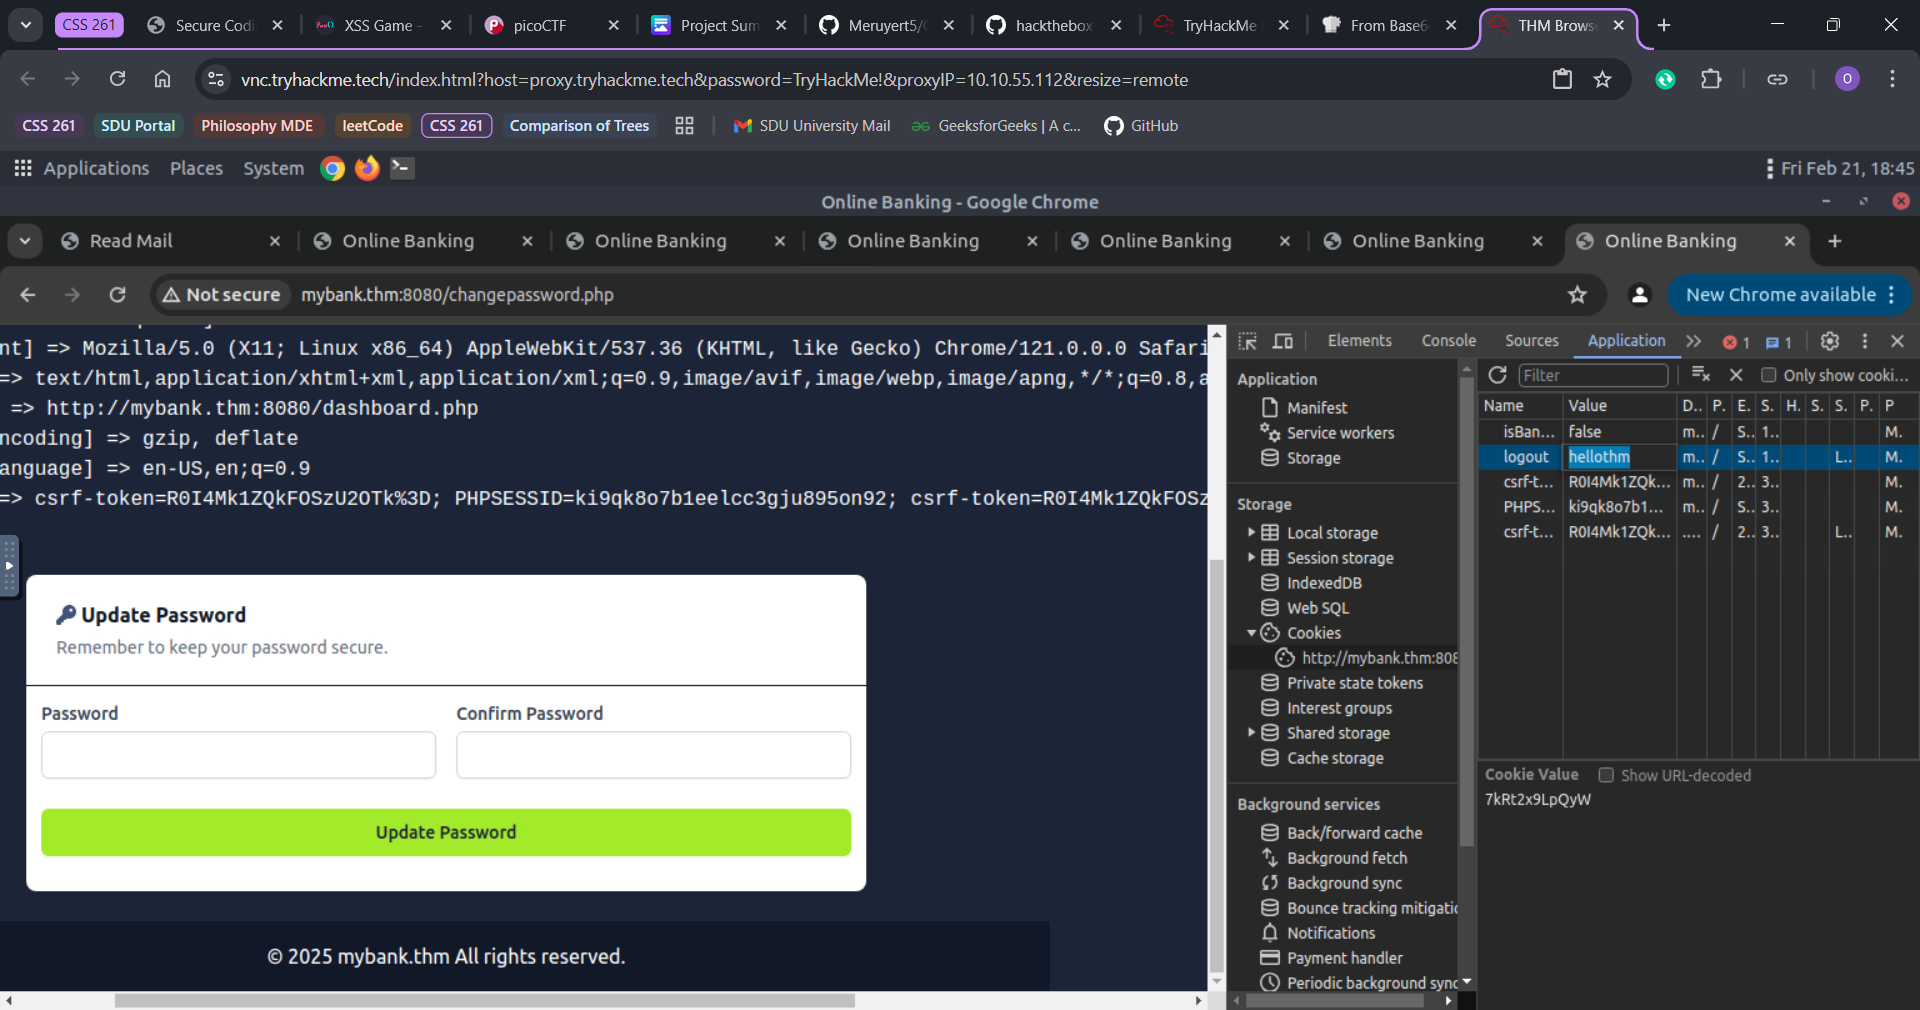 CSS 261
Secure Codi
XSS Game -
picoCTF
Project Sum
Meruyert5/
hackthebox
TryHackMe
From Base6
THM Brows
vnc.tryhackme.tech/index.html?host=proxy.tryhackme.tech&password=TryHackMe!&proxyIP=10.10.55.112&resize=remote
O
CSS 261
SDU Portal
Philosophy MDE
leetCode
CSS 261
Comparison of Trees
SDU University Mail
GeeksforGeeks | A c...
GitHub
Applications Places System
Fri Feb 21, 18:45
Online Banking - Google Chrome
Read Mail
Online Banking
Online Banking
Online Banking
Online Banking
Online Banking
Online Banking
Not secure
mybank.thm:8080/changepassword.php
New Chrome available
nt] => Mozilla/5.0 (X11; Linux x86_64) AppleWebKit/537.36 (KHTML, like Gecko) Chrome/121.0.0.0 Safari
=> text/html,application/xhtml+xml,application/xml;q=0.9,image/avif,image/webp,image/apng,*/*;q=0.8,a
=> http://mybank.thm:8080/dashboard.php
ncoding] => gzip, deflate
anguage] => en-US,en;q=0.9
=> csrf-token=R0I4Mk1ZQkFOSzU2OTk%3D; PHPSESSID=ki9qk8o7b1eelcc3gju895on92; csrf-token=R0I4Mk1ZQkFOSz
Update Password
Remember to keep your password secure.
Password
Confirm Password
Update Password
© 2025 mybank.thm All rights reserved.
Elements
Console
Sources
Application
1
1
Application
Manifest
Service workers
Storage
Storage
Local storage
Session storage
IndexedDB
Web SQL
Cookies
http://mybank.thm:808
Private state tokens
Interest groups
Shared storage
Cache storage
Background services
Back/forward cache
Background fetch
Background sync
Bounce tracking mitigatio
Notifications
Payment handler
Periodic background sync
Filter
Only show cooki...
Name Value D.. P. E. S. H. S. S. P. P
isBan... false m.. / S.. 1.. M.
logout hellothm m.. / S.. 1.. L.. M.
csrf-t... R0I4Mk1ZQk... m.. / 2.. 3.. M.
PHPS... ki9qk8o7b1... m.. / S.. 3.. M.
csrf-t... R0I4Mk1ZQk... .... / 2.. 3.. L.. M.
Cookie Value
Show URL-decoded
7kRt2x9LpQyW